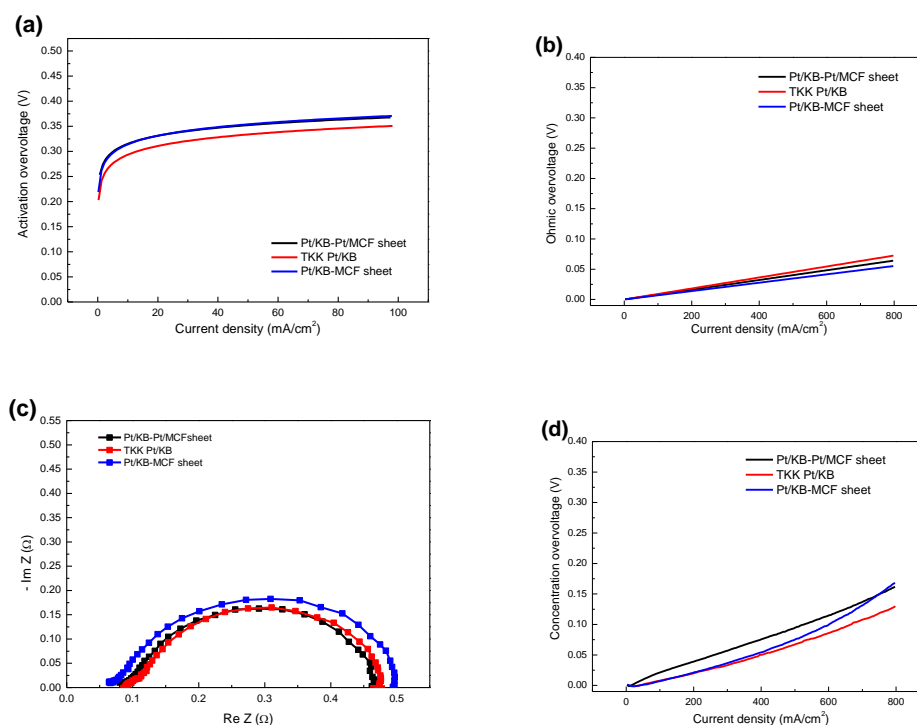 (a)
0.50
0.45
0.40
0.35
0.30
0.25
0.20
0.15
0.10
0.05
0.00
Activation overvoltage (V)
Pt/KB-Pt/MCF sheet
TKK Pt/KB
Pt/KB-MCF sheet
0 20 40 60 80 100
Current density (mA/cm²)
(b)
0.40
0.35
0.30
0.25
0.20
0.15
0.10
0.05
0.00
Ohmic overvoltage (V)
Pt/KB-Pt/MCF sheet
TKK Pt/KB
Pt/KB-MCF sheet
0 200 400 600 800
Current density (mA/cm²)
(c)
0.55
0.50
0.45
0.40
0.35
0.30
0.25
0.20
0.15
0.10
0.05
0.00
- Im Z (Ω)
Pt/KB-Pt/MCFsheet
TKK Pt/KB
Pt/KB-MCF sheet
0.0 0.1 0.2 0.3 0.4 0.5
Re Z (Ω)
(d)
0.40
0.35
0.30
0.25
0.20
0.15
0.10
0.05
0.00
Concentration overvoltage (V)
Pt/KB-Pt/MCF sheet
TKK Pt/KB
Pt/KB-MCF sheet
0 200 400 600 800
Current density (mA/cm²)